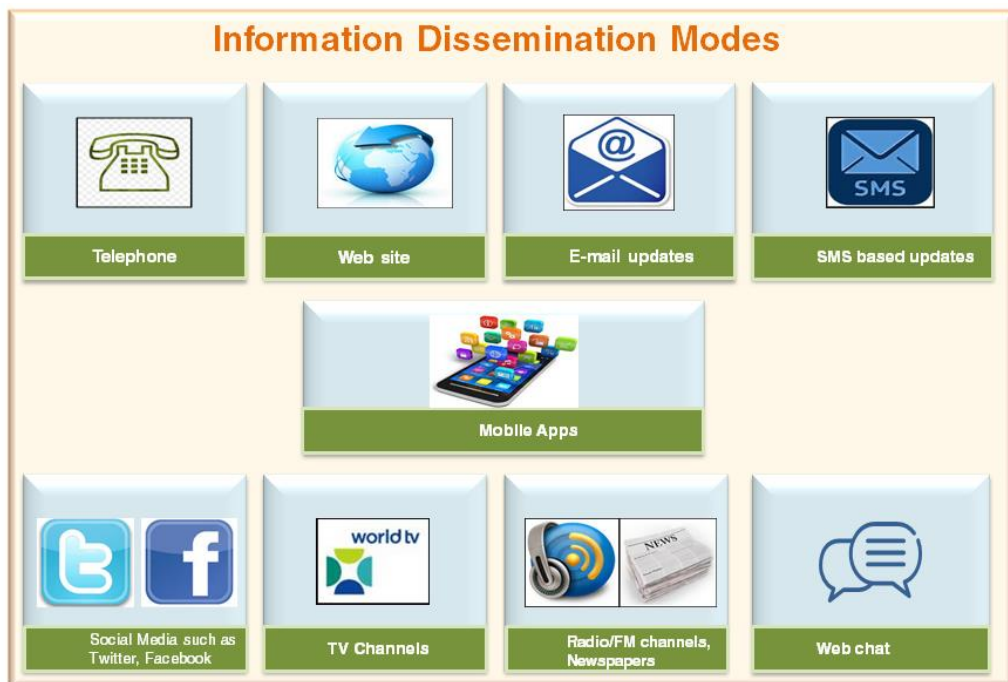 Information Dissemination Modes
@
SMS
Telephone
Web site
E-mail updates
SMS based updates
Mobile Apps
t
f
world tv
NEWS
Social Media such as
Twitter, Facebook
TV Channels
Radio/FM channels,
Newspapers
Web chat